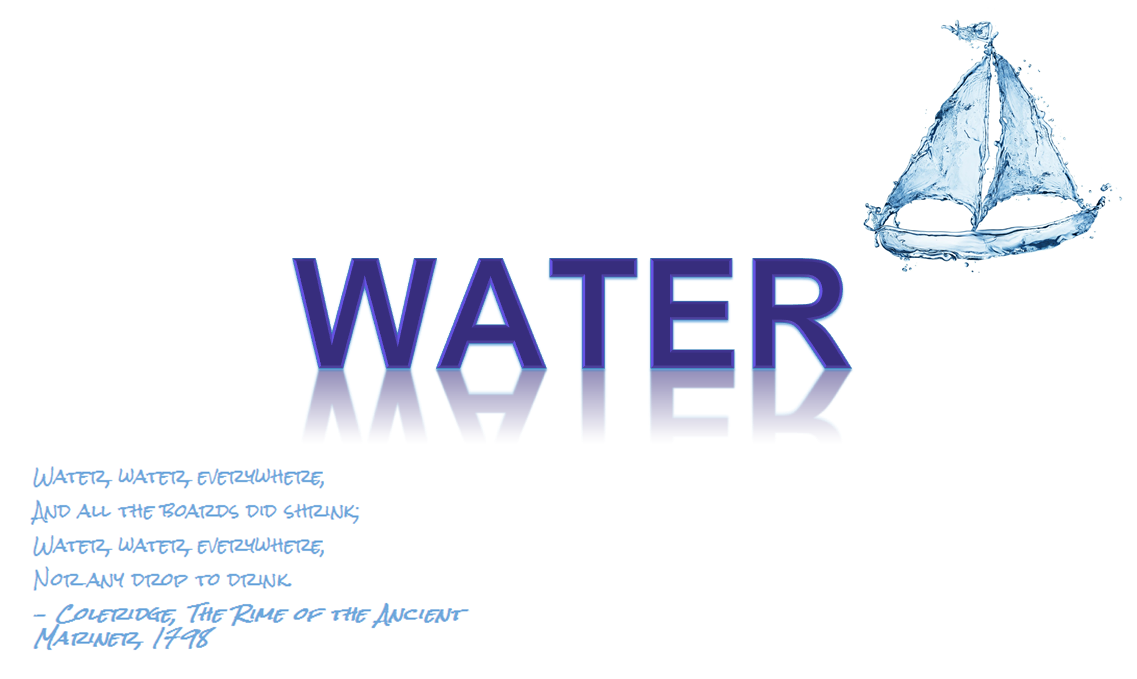 WATER
Water, water, everywhere,
And all the boards did shrink;
Water, water, everywhere,
Nor any drop to drink.
– Coleridge, The Rime of the Ancient
Mariner, 1798